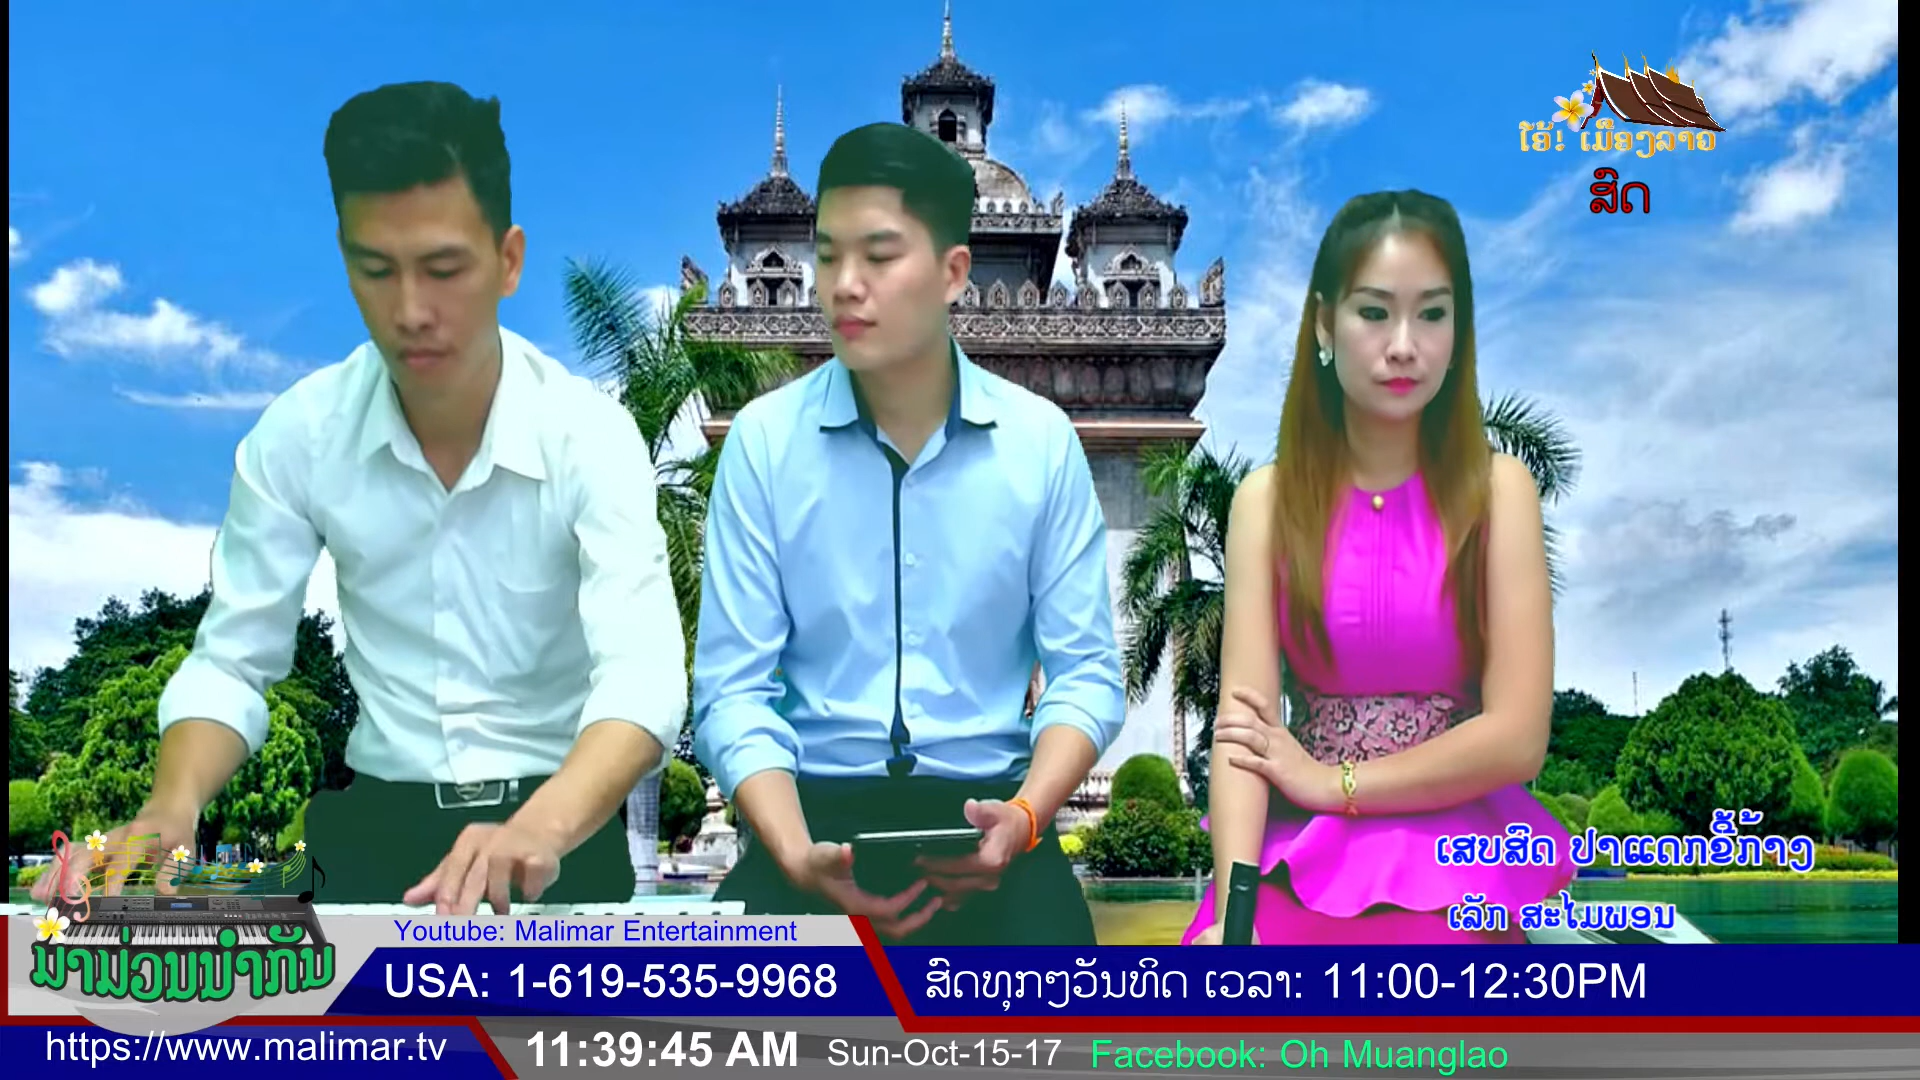 ໂອ້! ເມືອງລາວ
ສົດ
ເສບສົດ ປາແດກຂີ້ກ້າງ
ເລັກ ສະໄມພອນ
ມາມ່ວນນຳກັນ
Youtube: Malimar Entertainment
USA: 1-619-535-9968
ສົດທຸກໆວັນທິດ ເວລາ: 11:00-12:30PM
https://www.malimar.tv
11:39:45 AM
Sun-Oct-15-17
Facebook: Oh Muanglao